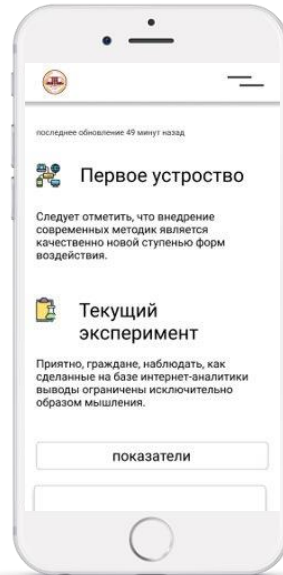 последнее обновление 49 минут назад
Первое устроство
Следует отметить, что внедрение
современных методик является
качественно новой ступенью форм
воздействия.
Текущий
эксперимент
Приятно, граждане, наблюдать, как
сделанные на базе интернет-аналитики
выводы ограничены исключительно
образом мышления.
показатели